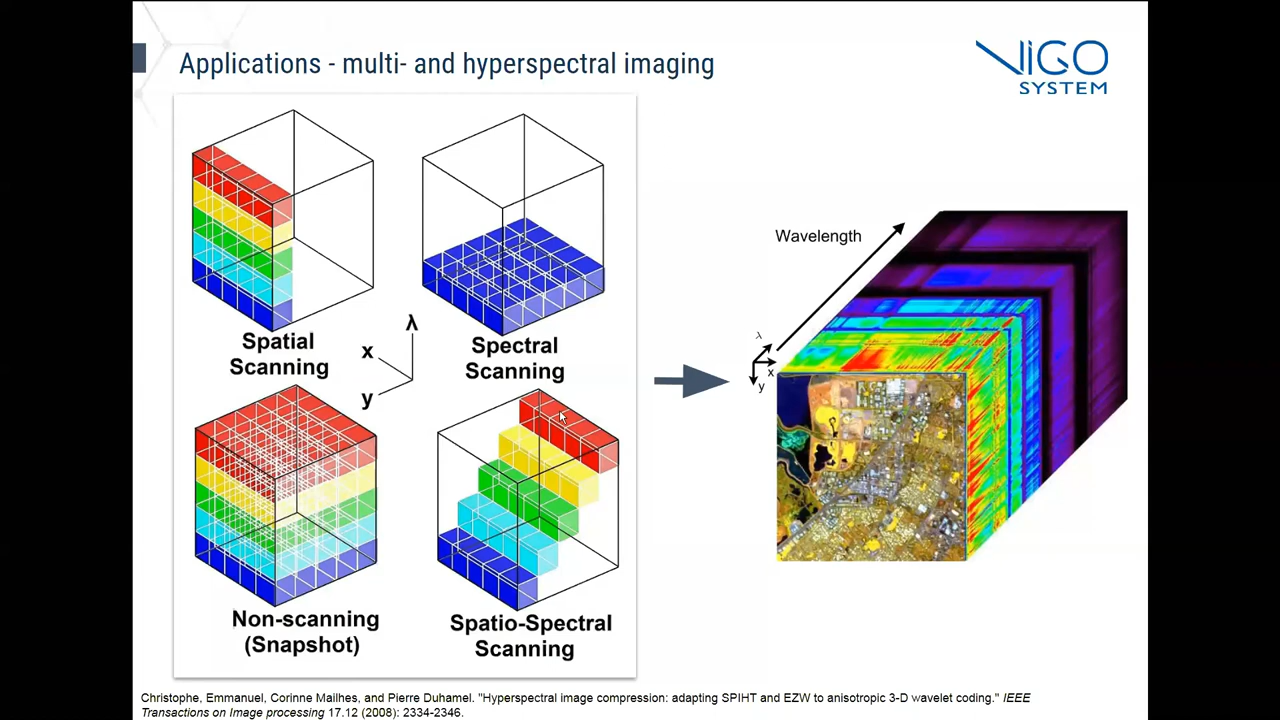 Applications - multi- and hyperspectral imaging
VIGO
SYSTEM
Spatial
Scanning
Spectral
Scanning
λ
x
y
Non-scanning
(Snapshot)
Spatio-Spectral
Scanning
Wavelength
λ
x
y
Christophe, Emmanuel, Corinne Mailhes, and Pierre Duhamel. "Hyperspectral image compression: adapting SPIHT and EZW to anisotropic 3-D wavelet coding." IEEE
Transactions on Image processing 17.12 (2008): 2334-2346.